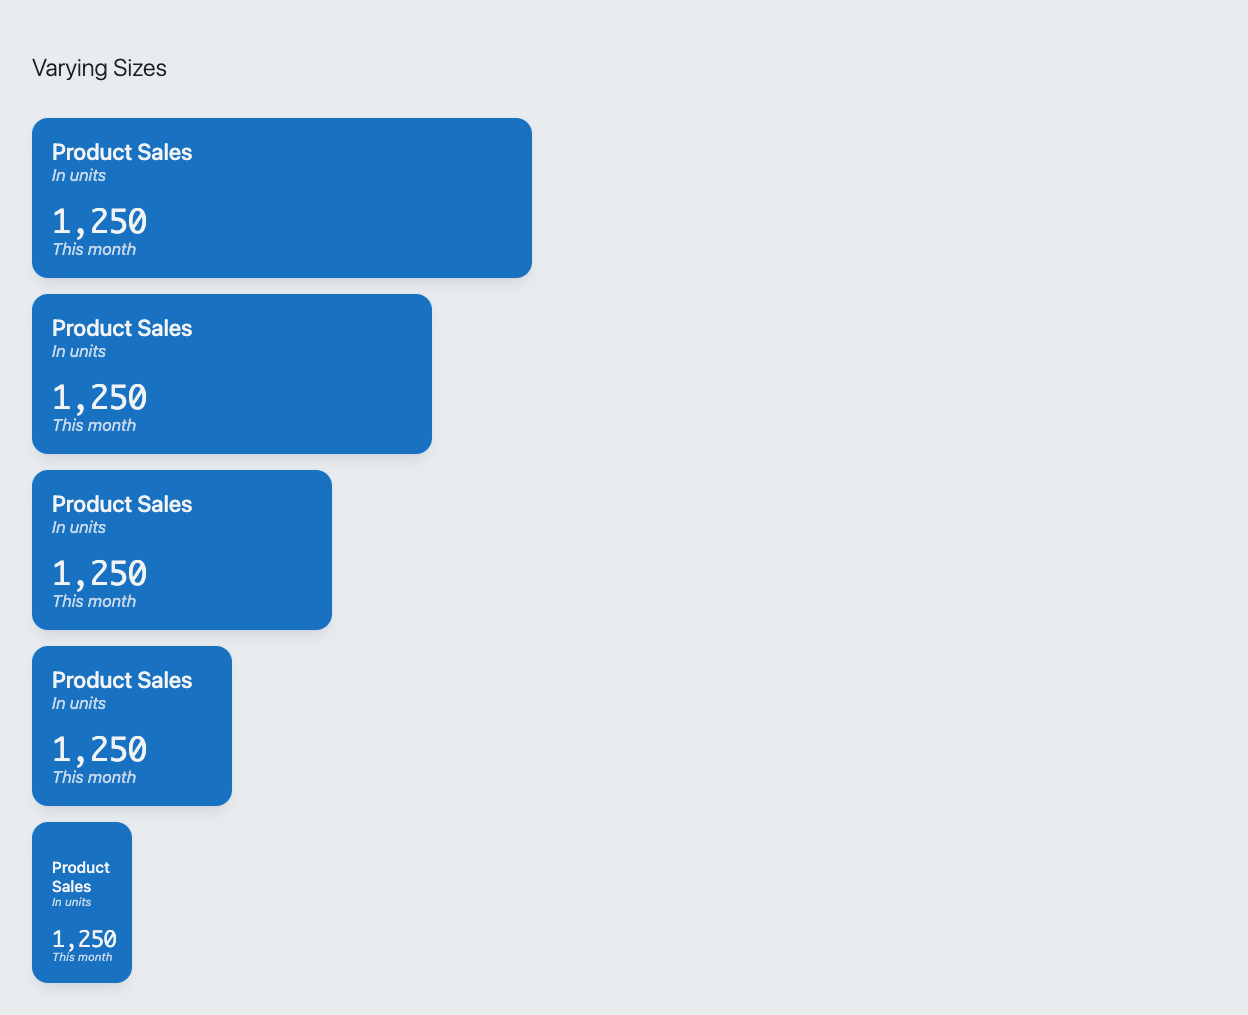 Varying Sizes
Product Sales
In units
1,250
This month
Product Sales
In units
1,250
This month
Product Sales
In units
1,250
This month
Product Sales
In units
1,250
This month
Product
Sales
In units
1,250
This month